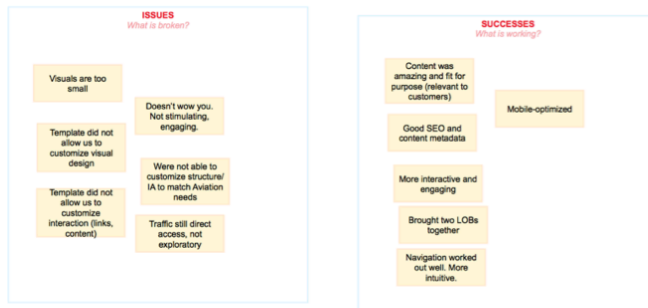 ISSUES
What is broken?
Visuals are too
small
Doesn't wow you.
Not stimulating,
engaging.
Template did not
allow us to
customize visual
design
Were not able to
customize structure/
IA to match Aviation
needs
Template did not
allow us to
customize
interaction (links,
content)
Traffic still direct
access, not
exploratory
SUCCESSES
What is working?
Content was
amazing and fit for
purpose (relevant to
customers)
Mobile-optimized
Good SEO and
content metadata
More interactive and
engaging
Brought two LOBs
together
Navigation worked
out well. More
intuitive.